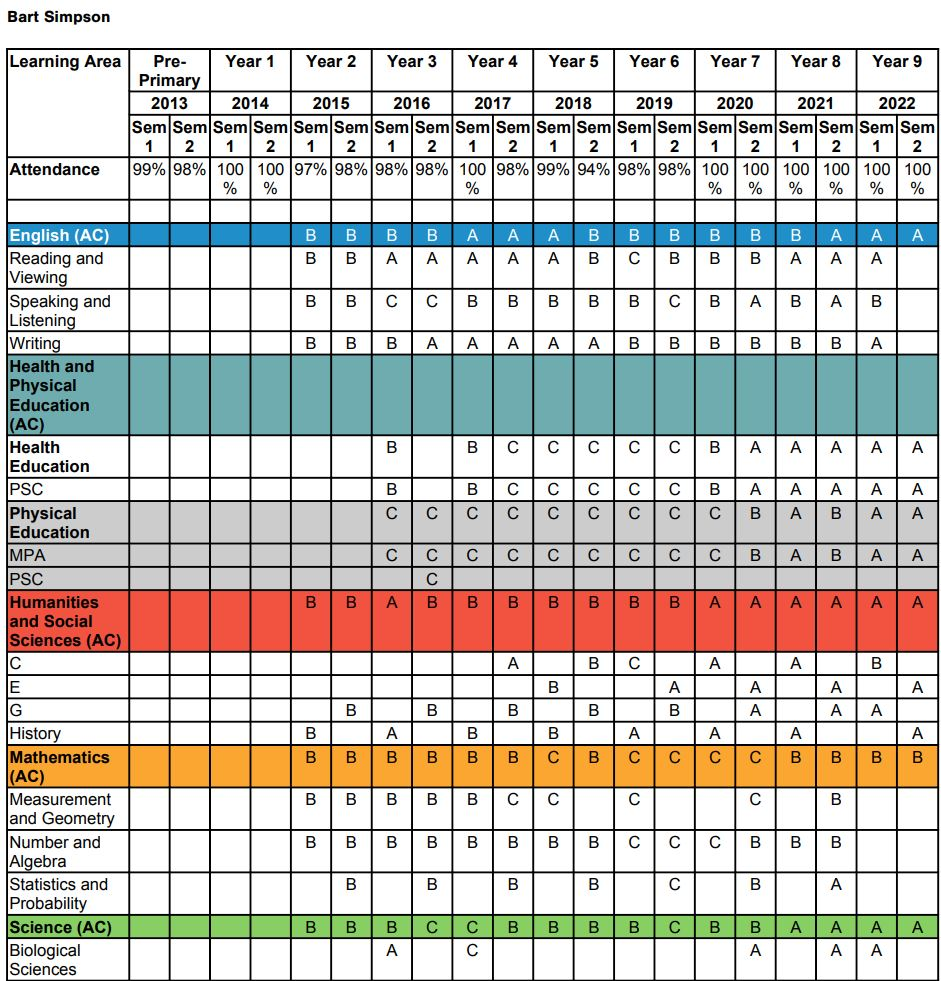 Bart Simpson
Learning Area Pre- Year 1 Year 2 Year 3 Year 4 Year 5 Year 6 Year 7 Year 8 Year 9
Primary
2013 2014 2015 2016 2017 2018 2019 2020 2021 2022
Sem Sem Sem Sem Sem Sem Sem Sem Sem Sem Sem Sem Sem Sem Sem Sem Sem Sem Sem Sem
1 2 1 2 1 2 1 2 1 2 1 2 1 2 1 2 1 2 1 2
Attendance 99% 98% 100 100 97% 98% 98% 98% 100 98% 99% 94% 98% 98% 100 100 100 100 100 100
% % % % % % % % %
English (AC) B B B B A A A B B B B B B A A A
Reading and B B A A A A A B C B B B A A A
Viewing
Speaking and B B C C B B B B B C B A B A B
Listening
Writing B B B A A A A A B B B B B B A
Health and
Physical
Education
(AC)
Health B B C C C C C B A A A A A
Education
PSC B B C C C C C B A A A A A
Physical C C C C C C C C C B A B A A
Education
MPA C C C C C C C C C B A B A A
PSC C
Humanities B B A B B B B B B B A A A A A A
and Social
Sciences (AC)
C A B C A A B
E B A A A A
G B B B B B A A A
History B A B B A A A A
Mathematics B B B B B B C B C C C C B B B B
(AC)
Measurement B B B B B C C C C B
and Geometry
Number and B B B B B B B B C C C B B B
Algebra
Statistics and B B B B C B A
Probability
Science (AC) B B B C C B B B B C B B A A A A
Biological A C A A A
Sciences